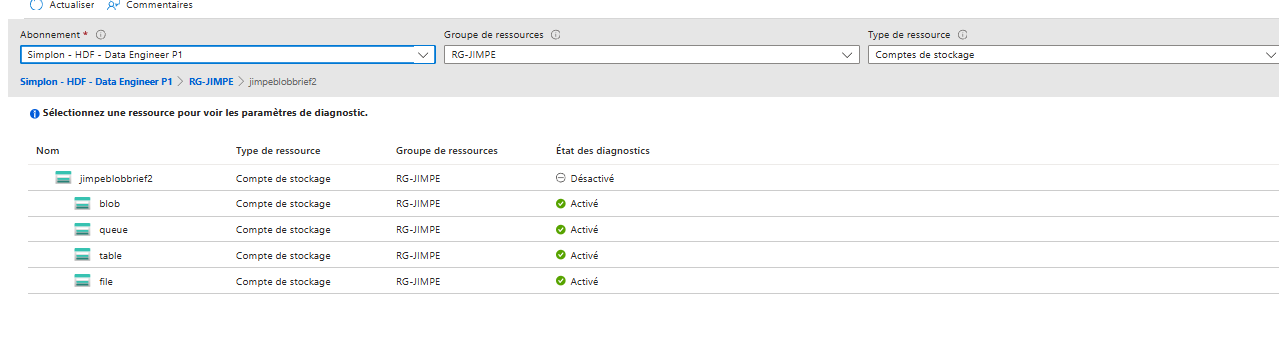 Actualiser Commentaires
Abonnement * Groupe de ressources Type de ressource
Simplon - HDF - Data Engineer P1 RG-JIMPE Comptes de stockage
Simplon - HDF - Data Engineer P1 > RG-JIMPE > jimpeblobbrief2
Sélectionnez une ressource pour voir les paramètres de diagnostic.
Nom Type de ressource Groupe de ressources État des diagnostics
jimpeblobbrief2 Compte de stockage RG-JIMPE Désactivé
blob Compte de stockage RG-JIMPE Activé
queue Compte de stockage RG-JIMPE Activé
table Compte de stockage RG-JIMPE Activé
file Compte de stockage RG-JIMPE Activé